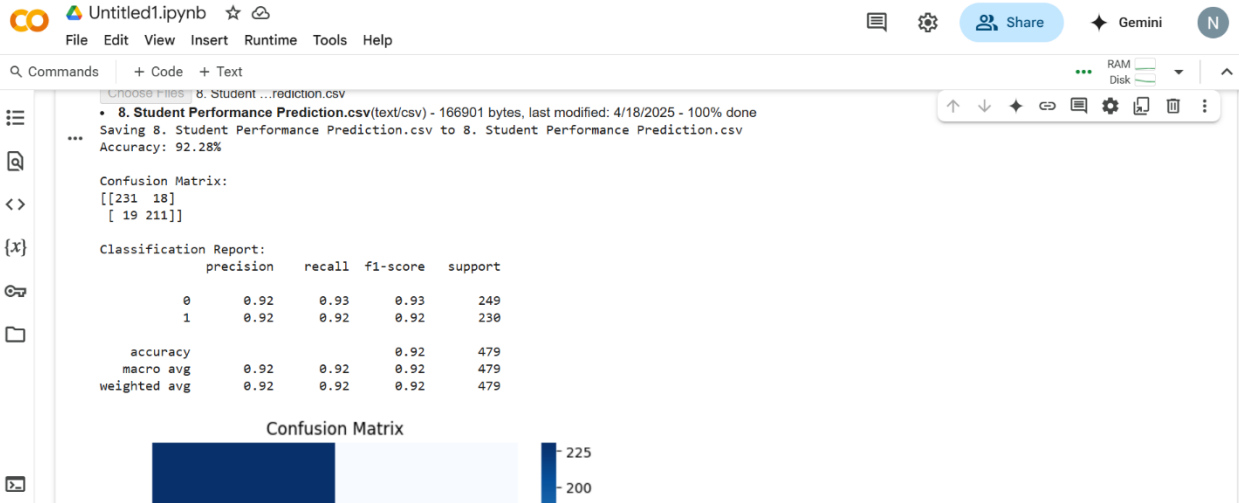 CO Untitled1.ipynb
File Edit View Insert Runtime Tools Help
Share
Gemini
N
Commands + Code + Text
RAM
Disk
Choose Files 8. Student ...rediction.csv
• 8. Student Performance Prediction.csv(text/csv) - 166901 bytes, last modified: 4/18/2025 - 100% done
Saving 8. Student Performance Prediction.csv to 8. Student Performance Prediction.csv
Accuracy: 92.28%
Confusion Matrix:
[[231 18]
[ 19 211]]
Classification Report:
precision recall f1-score support
0 0.92 0.93 0.93 249
1 0.92 0.92 0.92 230
accuracy 0.92 479
macro avg 0.92 0.92 0.92 479
weighted avg 0.92 0.92 0.92 479
Confusion Matrix
225
200
{x}